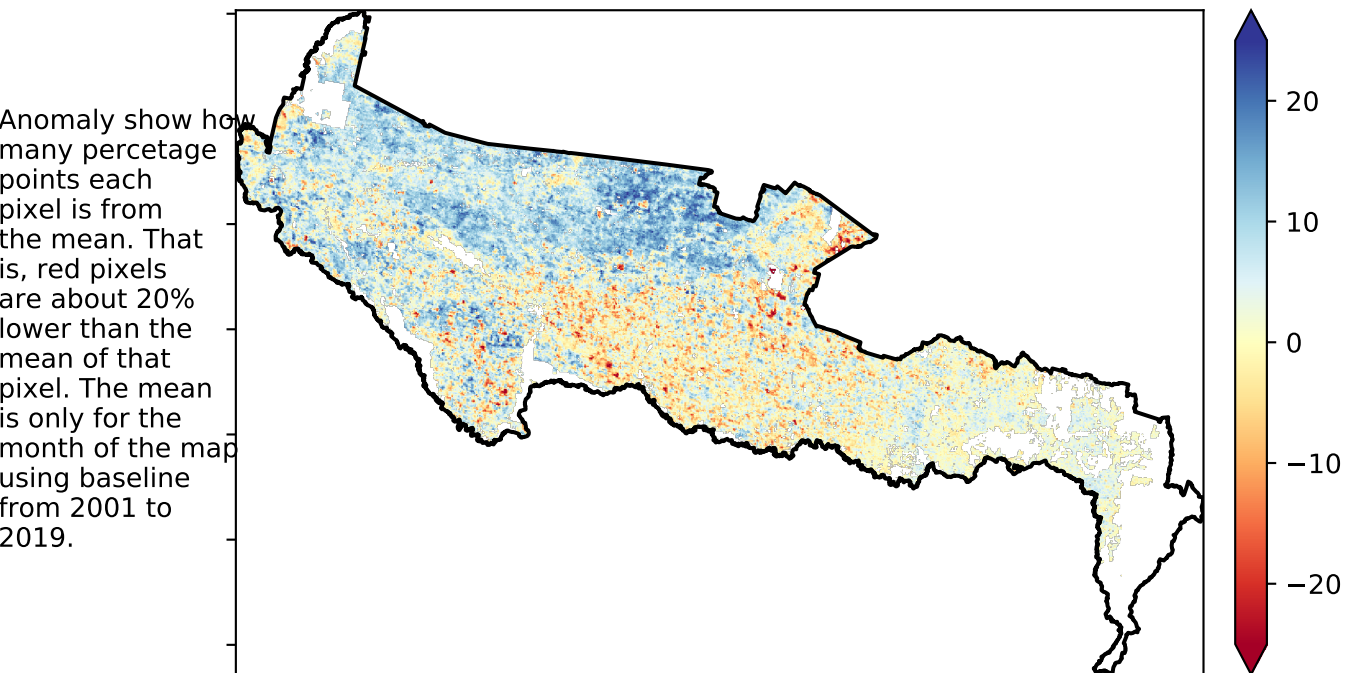 Anomaly show how
many percetage
points each
pixel is from
the mean. That
is, red pixels
are about 20%
lower than the
mean of that
pixel. The mean
is only for the
month of the map
using baseline
from 2001 to
2019.
20
10
0
−10
−20